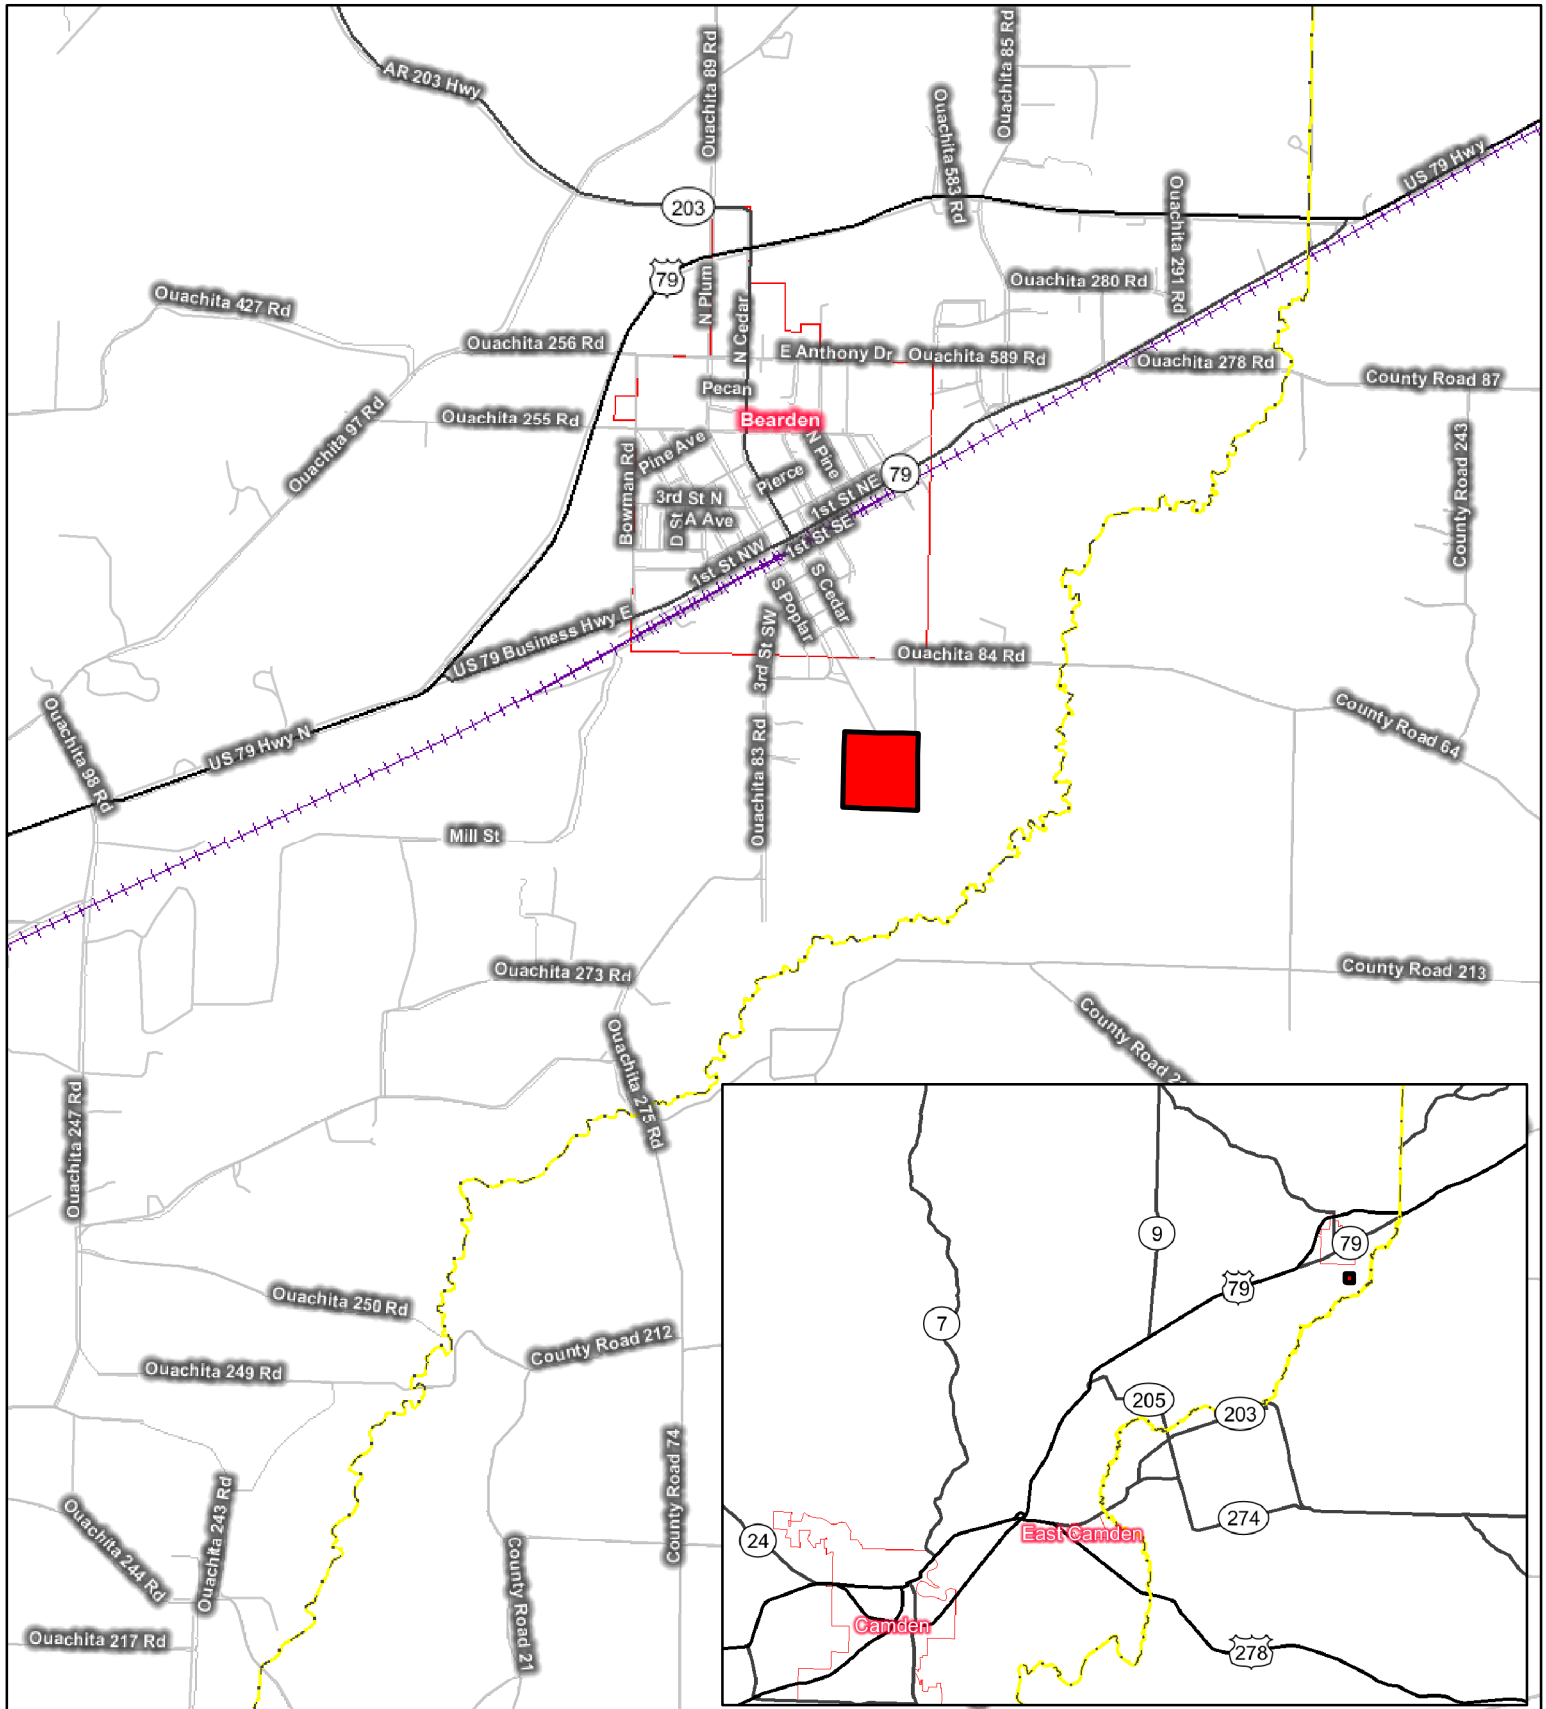 Ouachita 89 Rd
Ouachita 85 Rd
AR 203 Hwy
Ouachita 583 Rd
US 79 Hwy
203
Ouachita 291 Rd
79
Ouachita 280 Rd
Ouachita 427 Rd
N Plum
N Cedar
Ouachita 256 Rd
E Anthony Dr
Ouachita 589 Rd
Ouachita 278 Rd
County Road 87
Pecan
Ouachita 97 Rd
Ouachita 255 Rd
Bearden
County Road 243
Bowman Rd
Pine Ave
N Pine
Pierce
79
3rd St N
1st St NE
D St
A Ave
1st St SE
1st St NW
S Poplar
S Cedar
US 79 Business Hwy E
3rd St SW
Ouachita 84 Rd
Ouachita 98 Rd
US 79 Hwy N
County Road 64
Ouachita 83 Rd
Mill St
Ouachita 273 Rd
County Road 213
County Road
Ouachita 275 Rd
Ouachita 247 Rd
9
79
79
Ouachita 250 Rd
7
County Road 212
Ouachita 249 Rd
205
203
County Road 74
Ouachita 243 Rd
Ouachita 244 Rd
274
24
East Camden
County Road 21
Camden
Ouachita 217 Rd
278